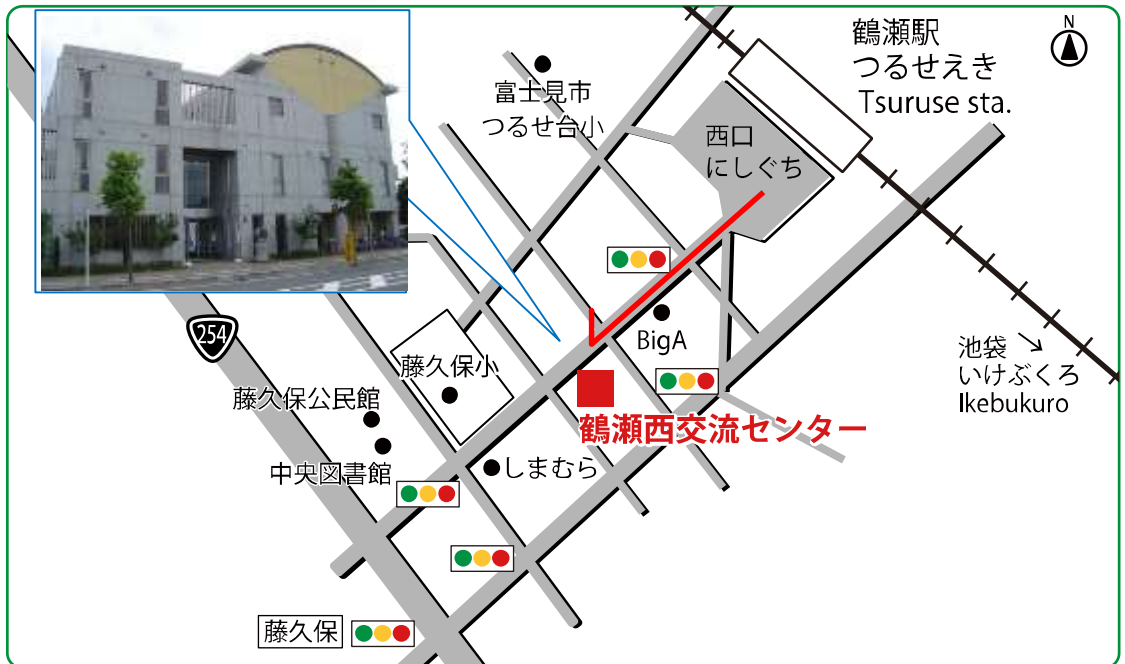 鶴瀬駅
つるせえき
Tsuruse sta.
N
富士見市
つるせ台小
西口
にしぐち
254
BigA
池袋
いけぶくろ
Ikebukuro
藤久保小
藤久保公民館
中央図書館
鶴瀬西交流センター
しまむら
藤久保